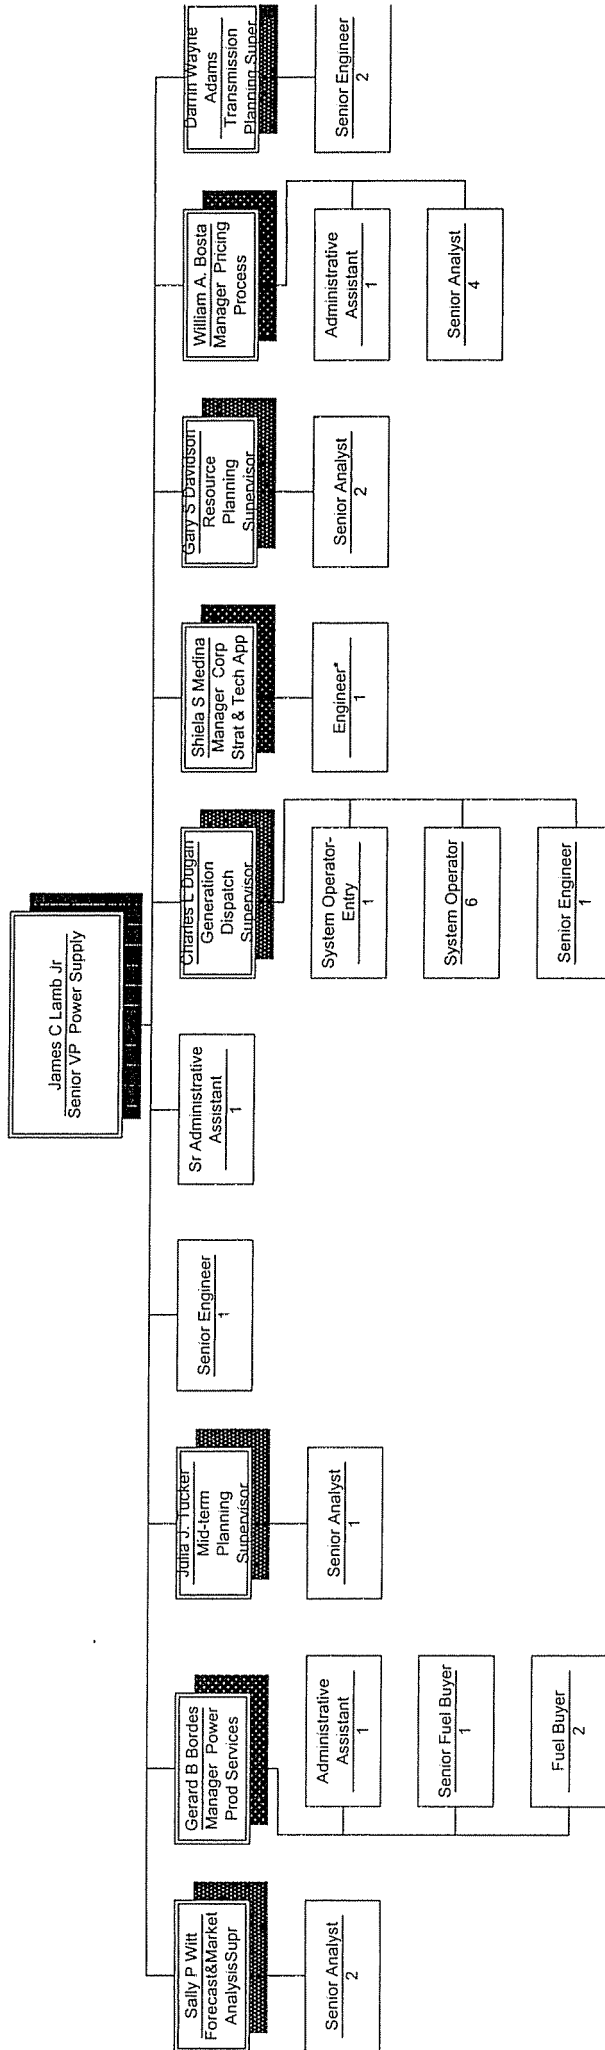 James C Lamb Jr
Senior VP Power Supply
Sally P Witt
Forecast&Market
AnalysisSupr
Senior Analyst
2
Gerard B Bordes
Manager Power
Prod Services
Administrative
Assistant
1
Senior Fuel Buyer
1
Fuel Buyer
2
Julia J. Tucker
Mid-term
Planning
Supervisor
Senior Analyst
1
Senior Engineer
1
Sr Administrative
Assistant
1
Charles L Dugan
Generation
Dispatch
Supervisor
System Operator-
Entry
1
System Operator
6
Senior Engineer
1
Shiela S Medina
Manager Corp
Strat & Tech App
Engineer*
1
Gary S Davidson
Resource
Planning
Supervisor
Senior Analyst
2
William A. Bosta
Manager Pricing
Process
Administrative
Assistant
1
Senior Analyst
4
Darrin Wayne
Adams
Transmission
Planning Super
Senior Engineer
2